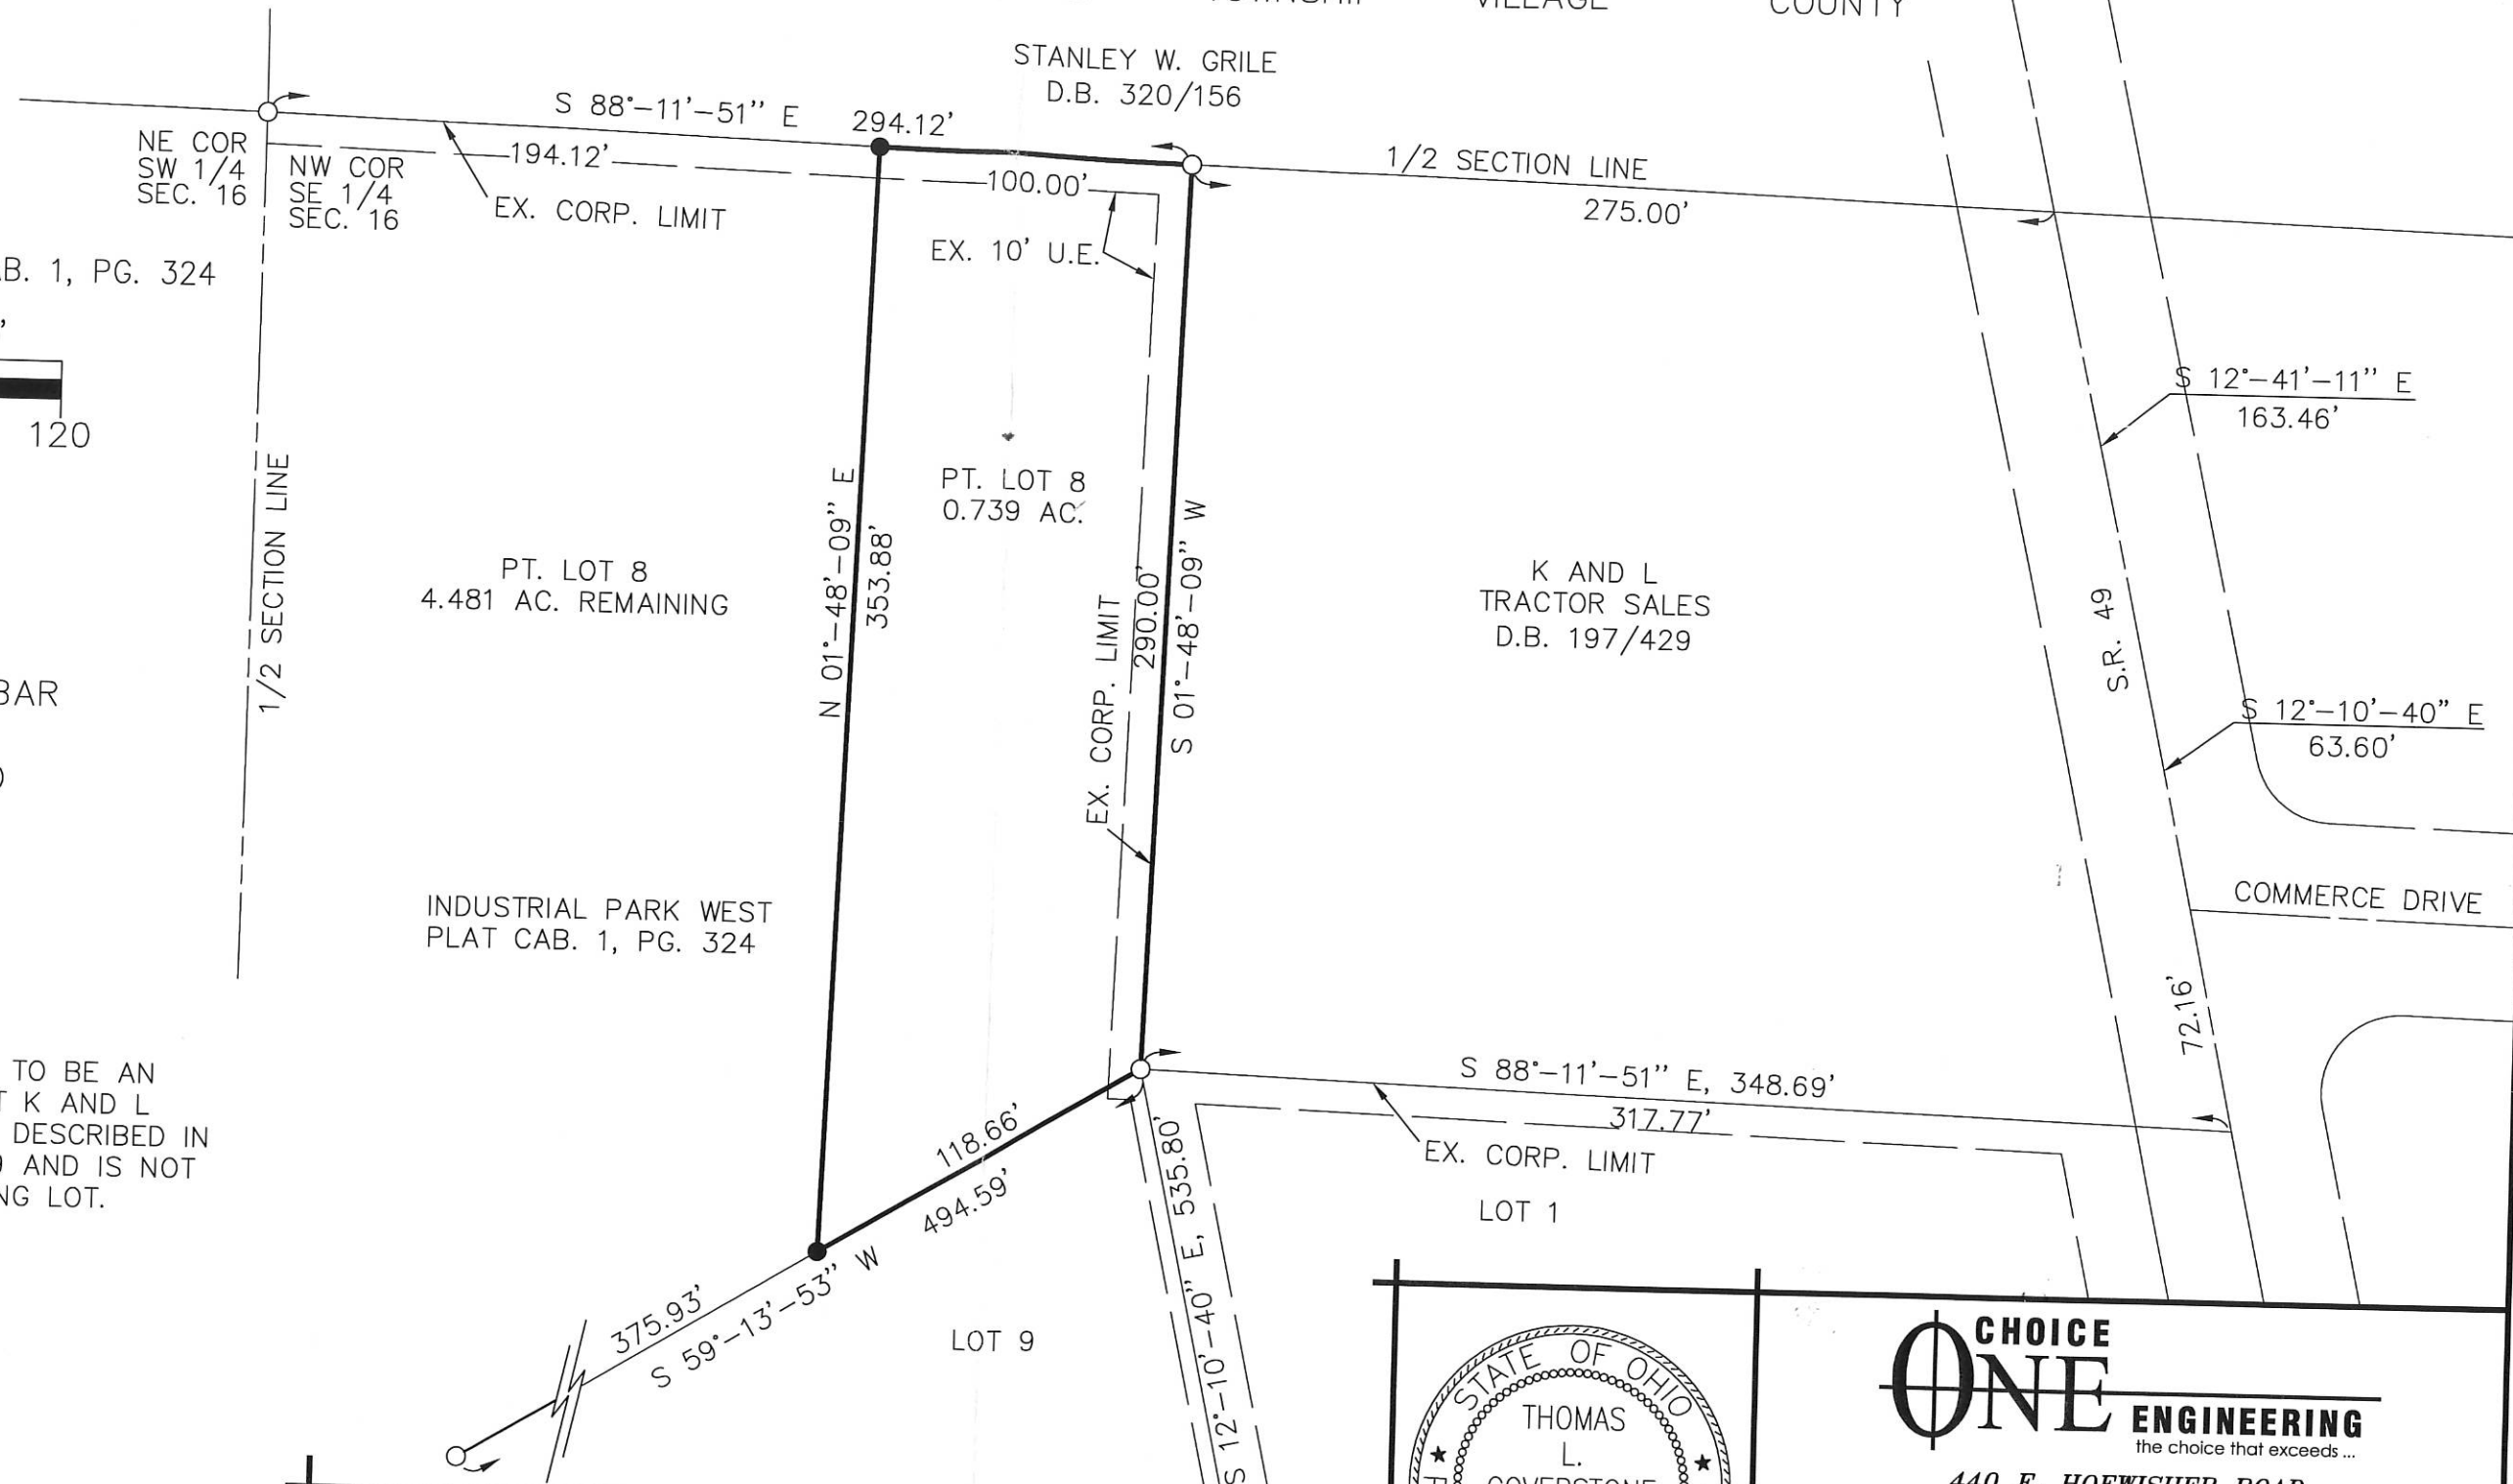 VILLAGE
COUNTY
STANLEY W. GRILE
D.B. 320/156
S 88°-11'-51" E
294.12'
NE COR
SW 1/4
SEC. 16
NW COR
SE 1/4
SEC. 16
194.12'
EX. CORP. LIMIT
100.00'
EX. 10' U.E.
1/2 SECTION LINE
275.00'
1, PG. 324
120
1/2 SECTION LINE
N 01°-48'-09" E
353.88'
PT. LOT 8
0.739 AC.
PT. LOT 8
4.481 AC. REMAINING
EX. CORP. LIMIT
290.00'
S 01°-48'-09" W
K AND L
TRACTOR SALES
D.B. 197/429
S 12°-41'-11" E
163.46'
S.R. 49
S 12°-10'-40" E
63.60'
BAR
COMMERCE DRIVE
INDUSTRIAL PARK WEST
PLAT CAB. 1, PG. 324
72.16'
TO BE AN
K AND L
DESCRIBED IN
AND IS NOT
LOT.
S 88°-11'-51" E, 348.69'
317.77'
EX. CORP. LIMIT
LOT 1
118.66'
494.59'
S 59°-13'-53" W
375.93'
S 12°-10'-40" E, 535.80'
LOT 9
STATE OF OHIO
THOMAS
L.
CHOICE
ONE
ENGINEERING
the choice that exceeds ...